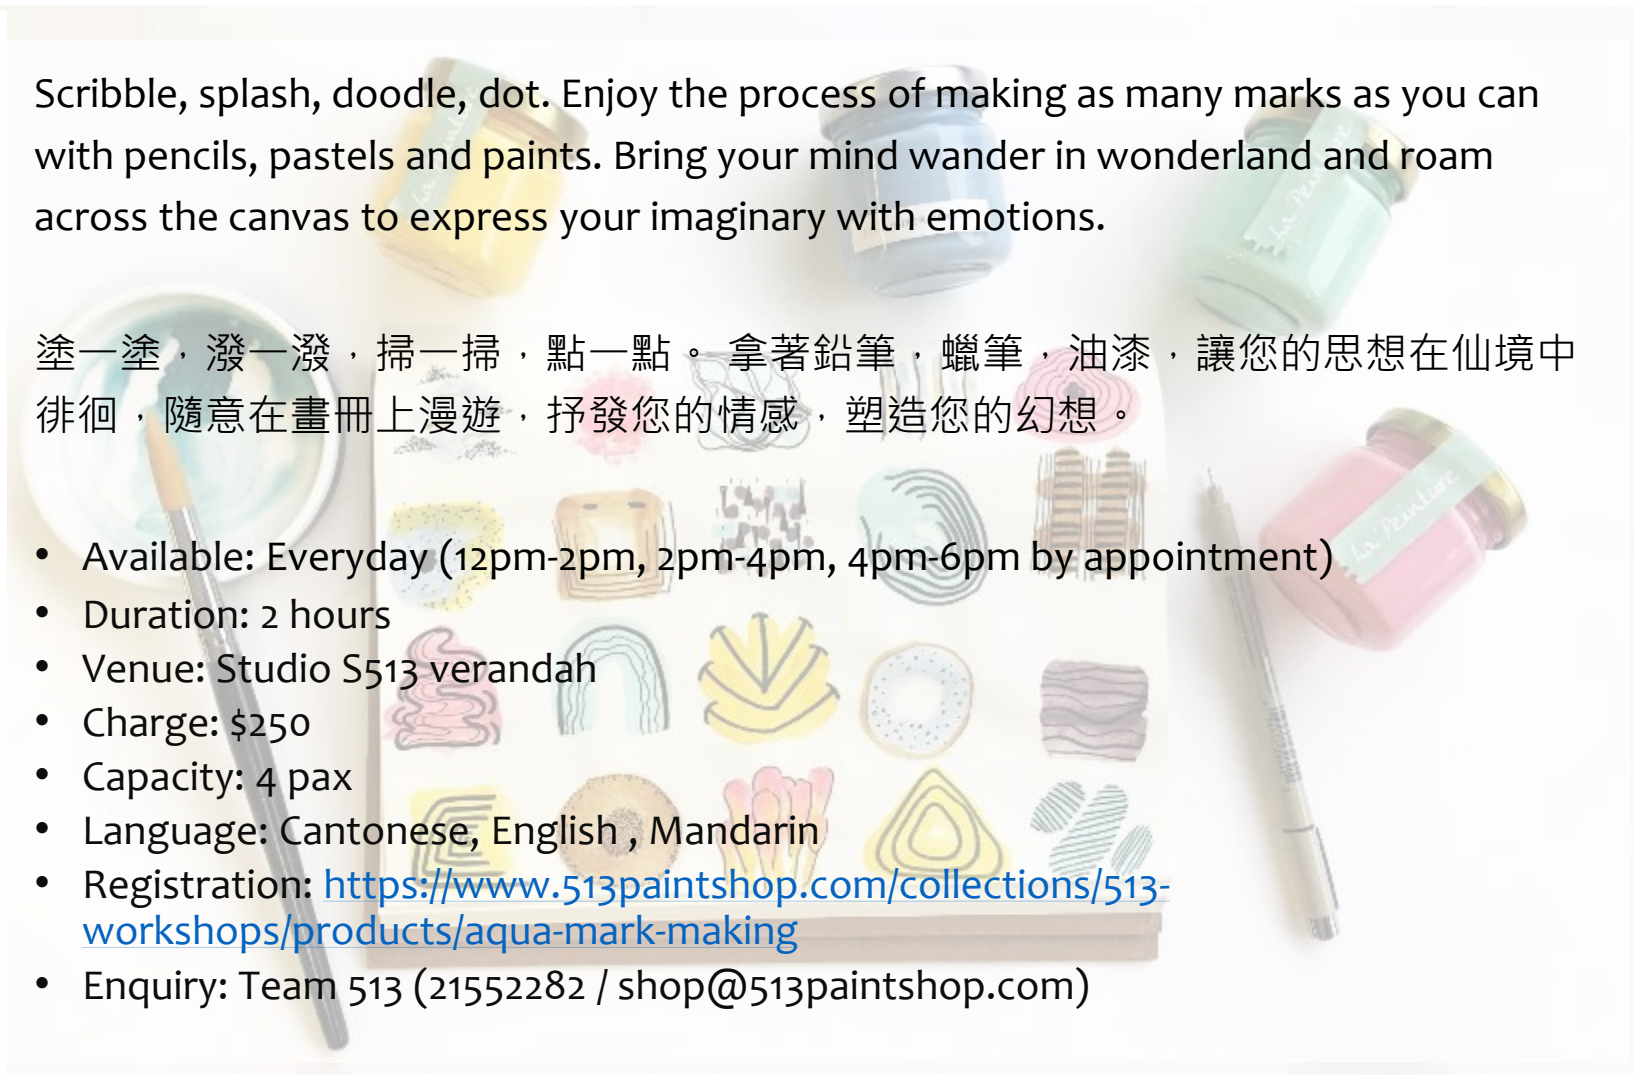 Scribble, splash, doodle, dot. Enjoy the process of making as many marks as you can
with pencils, pastels and paints. Bring your mind wander in wonderland and roam
across the canvas to express your imaginary with emotions.
塗一塗，潑一潑，掃一掃，點一點。 拿著鉛筆，蠟筆，油漆，讓您的思想在仙境中
徘徊，隨意在畫冊上漫遊，抒發您的情感，塑造您的幻想。
• Available: Everyday (12pm-2pm, 2pm-4pm, 4pm-6pm by appointment)
• Duration: 2 hours
• Venue: Studio S513 verandah
• Charge: $250
• Capacity: 4 pax
• Language: Cantonese, English , Mandarin
• Registration: https://www.513paintshop.com/collections/513-
workshops/products/aqua-mark-making
• Enquiry: Team 513 (21552282 / shop@513paintshop.com)
La Peinture